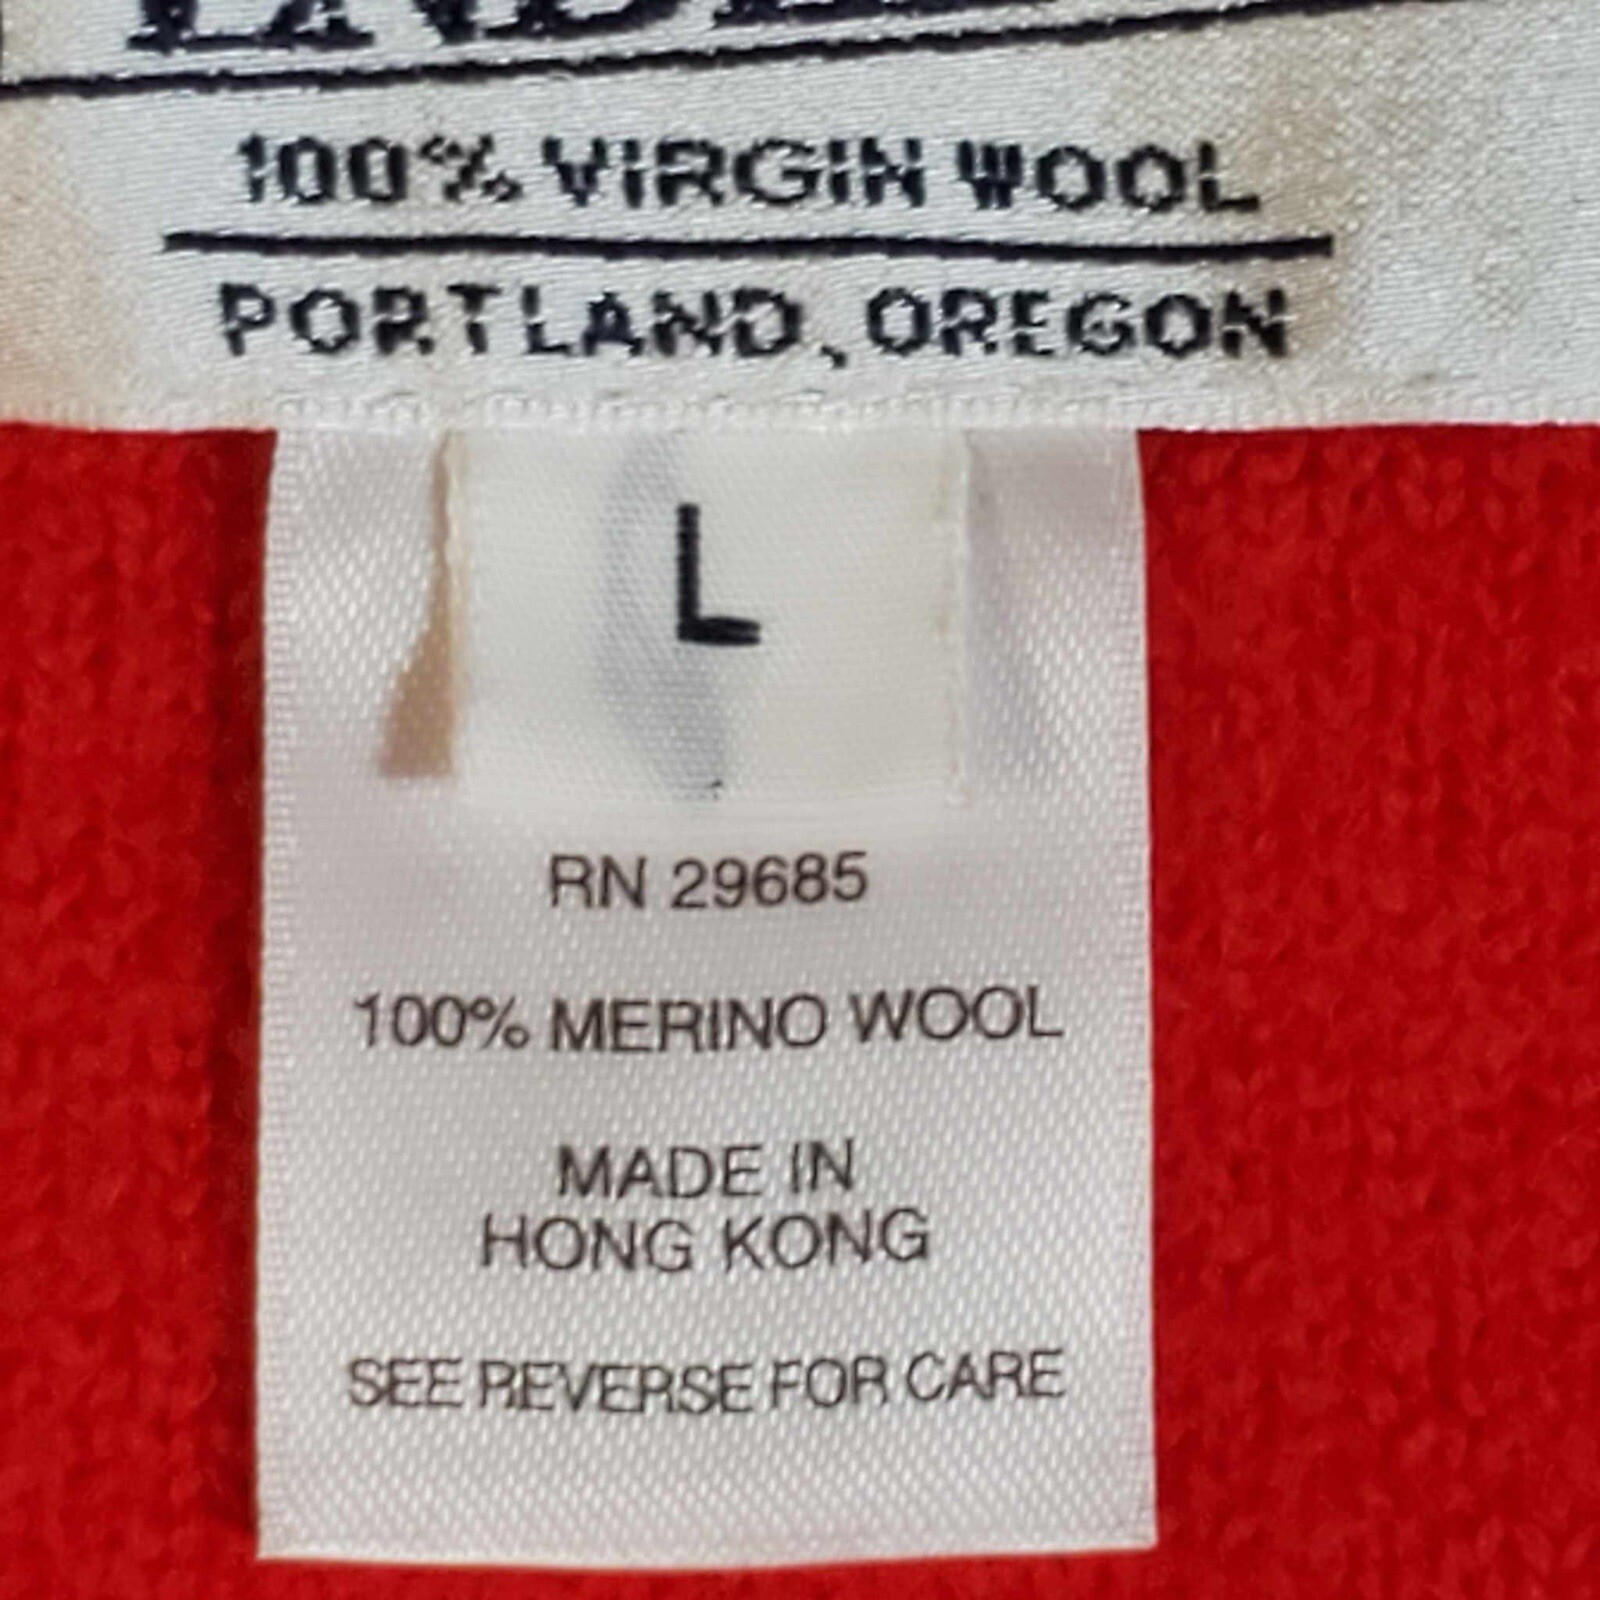 100% VIRGIN WOOL
PORTLAND, OREGON
L
RN 29685
100% MERINO WOOL
MADE IN
HONG KONG
SEE REVERSE FOR CARE